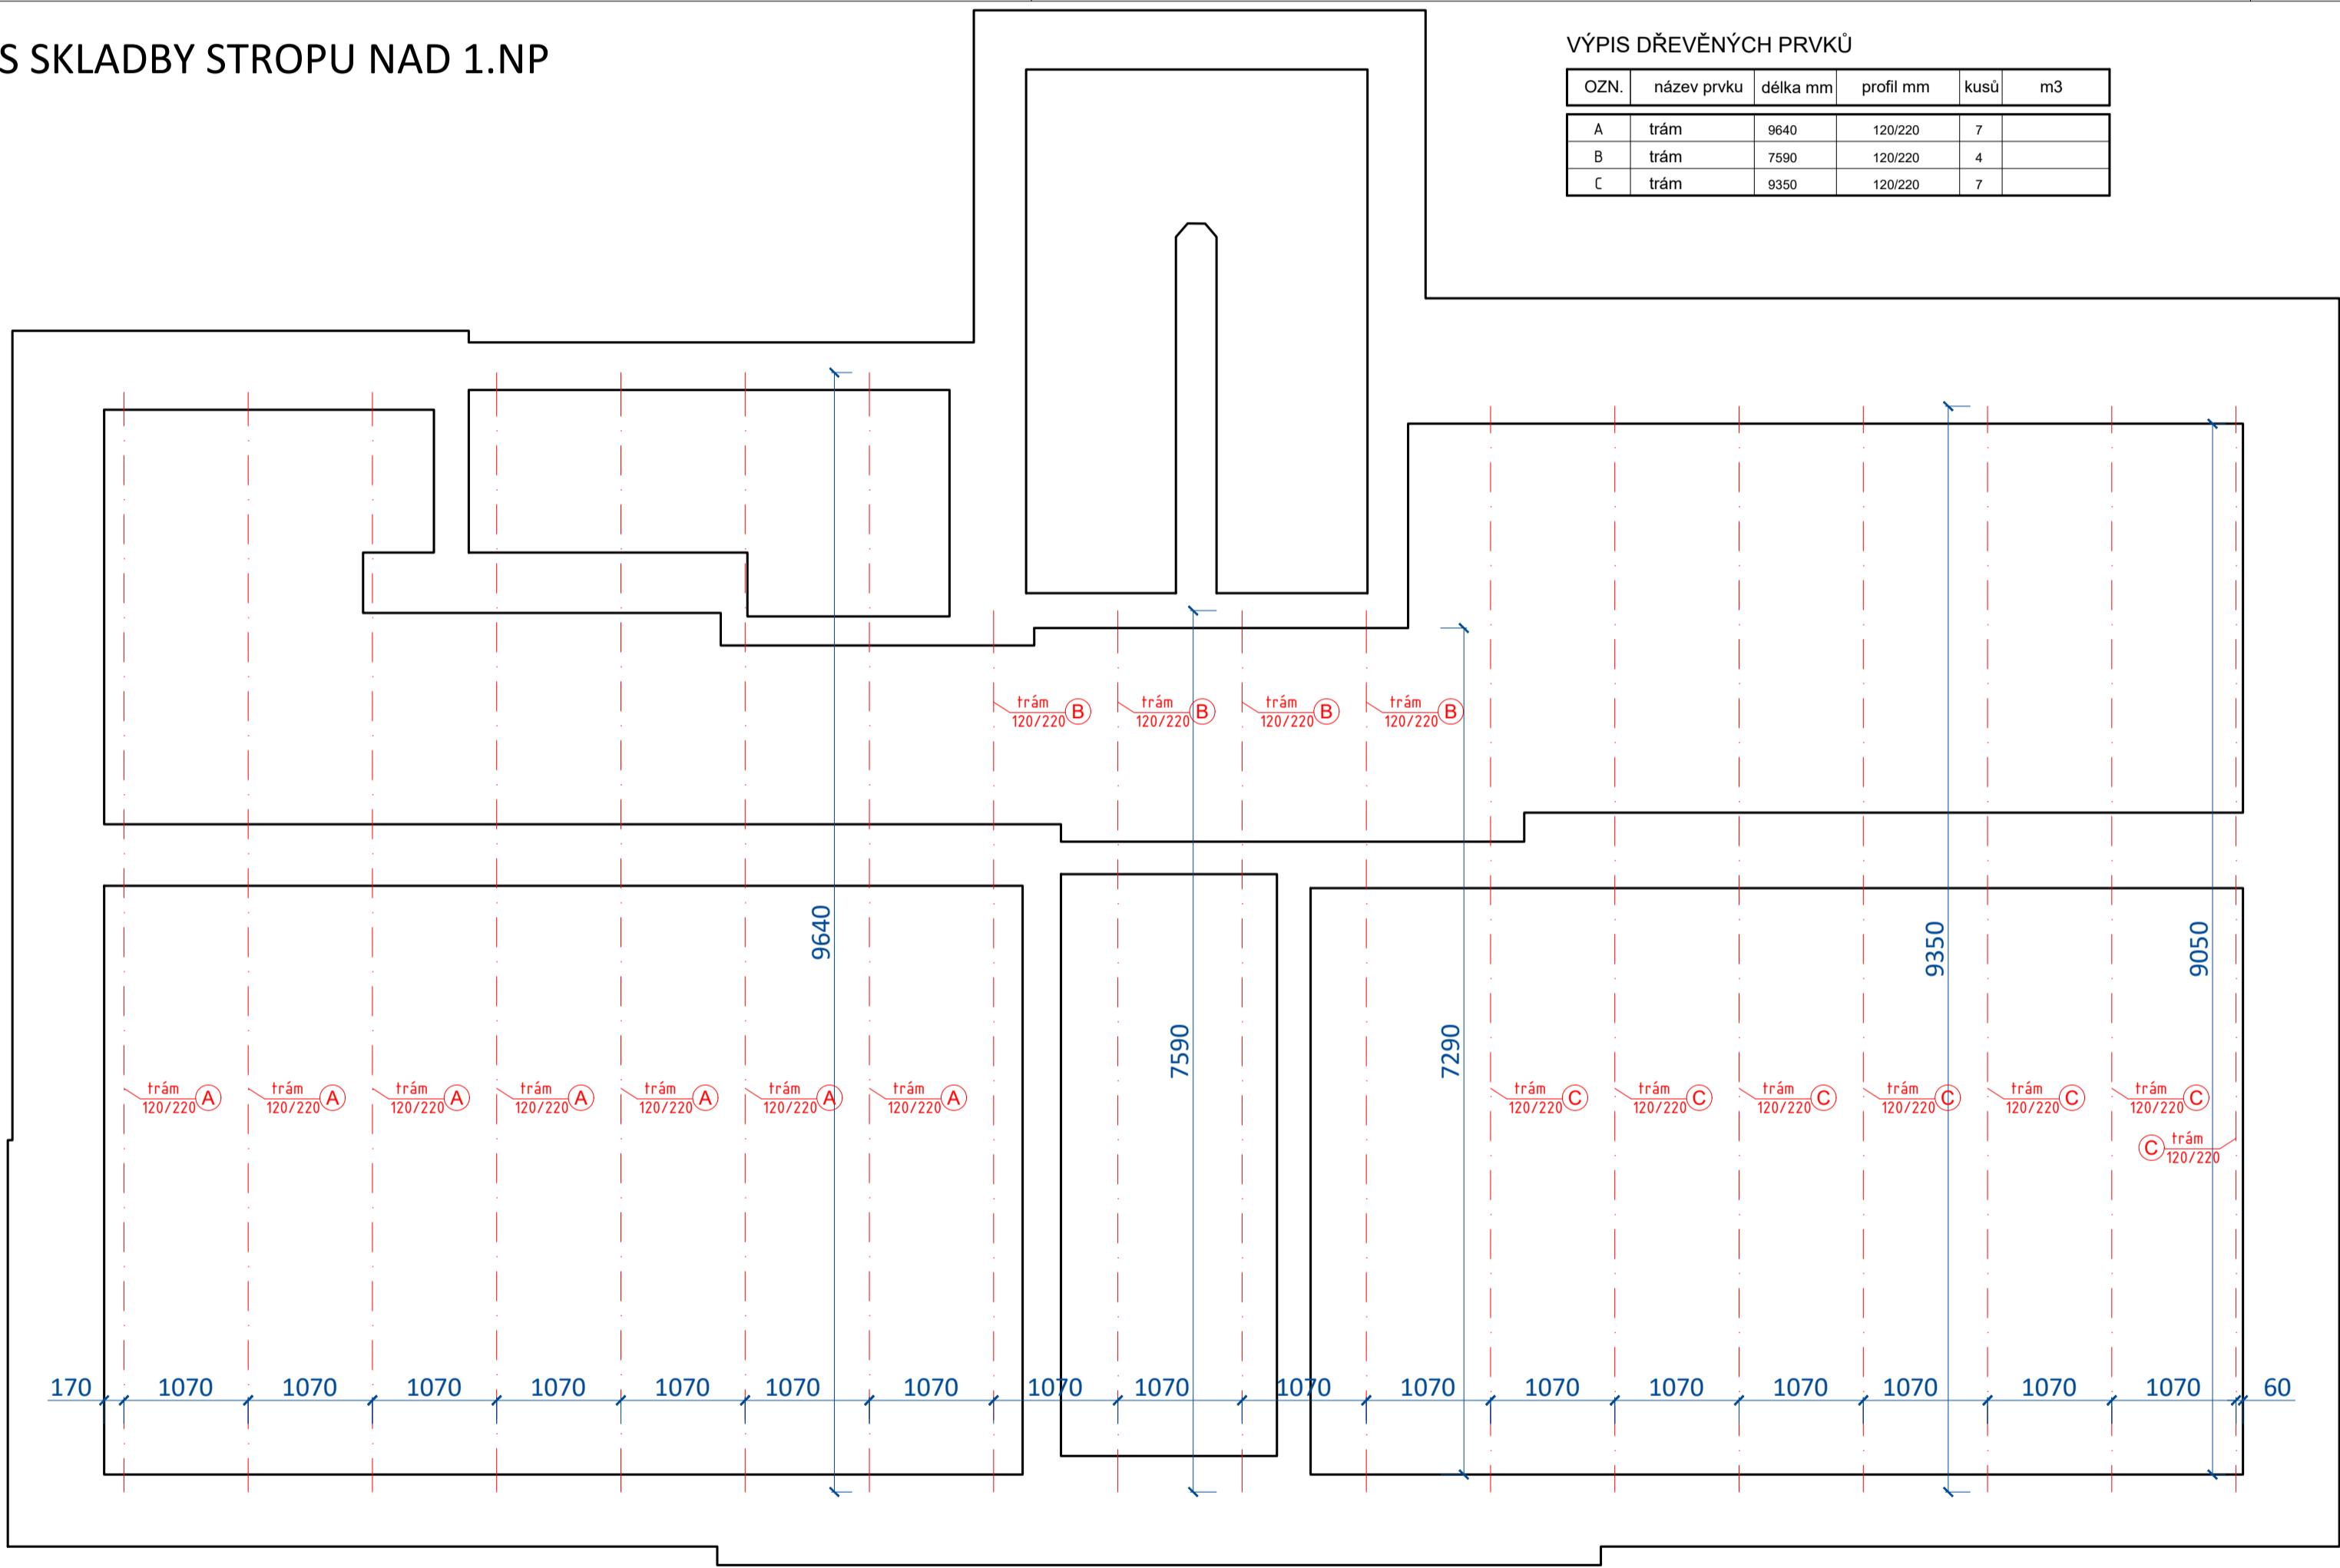 S SKLADBY STROPU NAD 1.NP
VÝPIS DŘEVĚNÝCH PRVKŮ
OZN. název prvku délka mm profil mm kusů m3
A trám 9640 120/220 7
B trám 7590 120/220 4
C trám 9350 120/220 7
trám
120/220 B
trám
120/220 B
trám
120/220 B
trám
120/220 B
9640
7590
7290
9350
9050
trám
120/220 A
trám
120/220 A
trám
120/220 A
trám
120/220 A
trám
120/220 A
trám
120/220 A
trám
120/220 A
trám
120/220 C
trám
120/220 C
trám
120/220 C
trám
120/220 C
trám
120/220 C
trám
120/220 C
C trám
120/220
170 1070 1070 1070 1070 1070 1070 1070 1070 1070 1070 1070 1070 1070 1070 1070 1070 1070 60